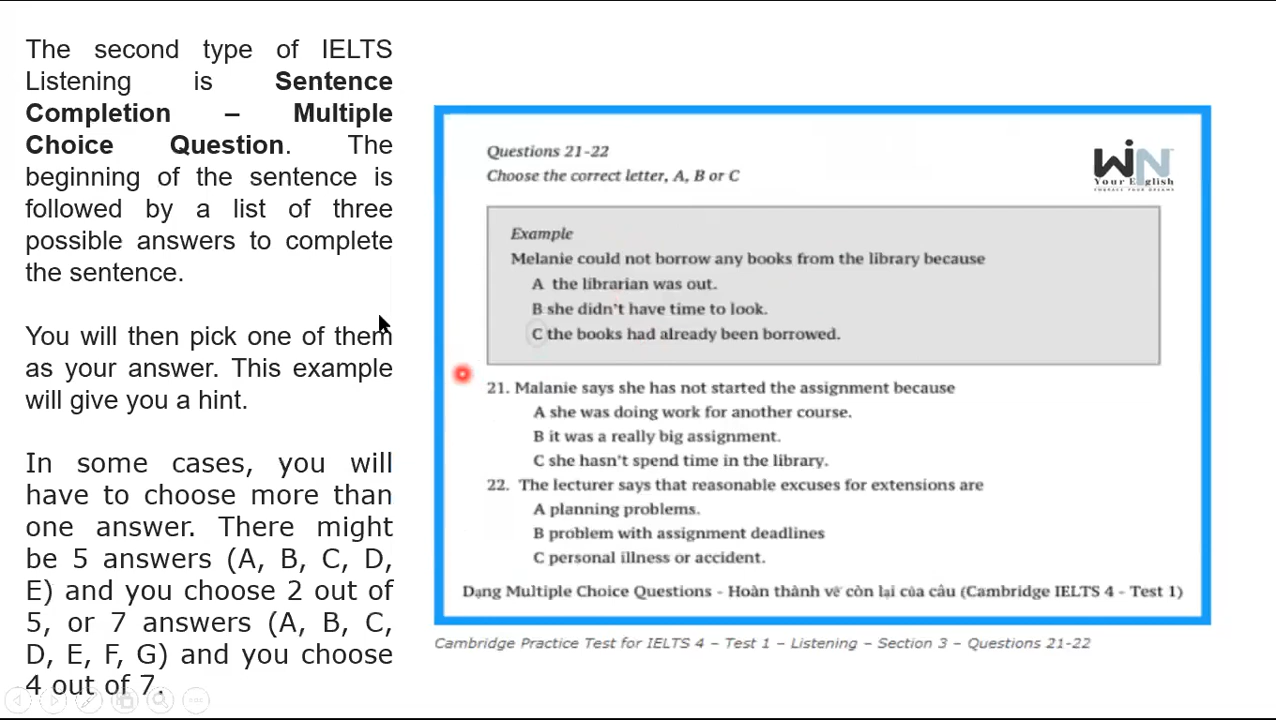 The second type of IELTS
Listening is Sentence
Completion – Multiple
Choice Question. The
beginning of the sentence is
followed by a list of three
possible answers to complete
the sentence.
You will then pick one of them
as your answer. This example
will give you a hint.
In some cases, you will
have to choose more than
one answer. There might
be 5 answers (A, B, C, D,
E) and you choose 2 out of
5, or 7 answers (A, B, C,
D, E, F, G) and you choose
4 out of 7.
Questions 21-22
Choose the correct letter, A, B or C
WIN
Your English
Example
Melanie could not borrow any books from the library because
A the librarian was out.
B she didn't have time to look.
C the books had already been borrowed.
21. Malanie says she has not started the assignment because
A she was doing work for another course.
B it was a really big assignment.
C she hasn't spend time in the library.
22. The lecturer says that reasonable excuses for extensions are
A planning problems.
B problem with assignment deadlines
C personal illness or accident.
Dạng Multiple Choice Questions - Hoàn thành vế còn lại của câu (Cambridge IELTS 4 - Test 1)
Cambridge Practice Test for IELTS 4 – Test 1 – Listening – Section 3 – Questions 21-22